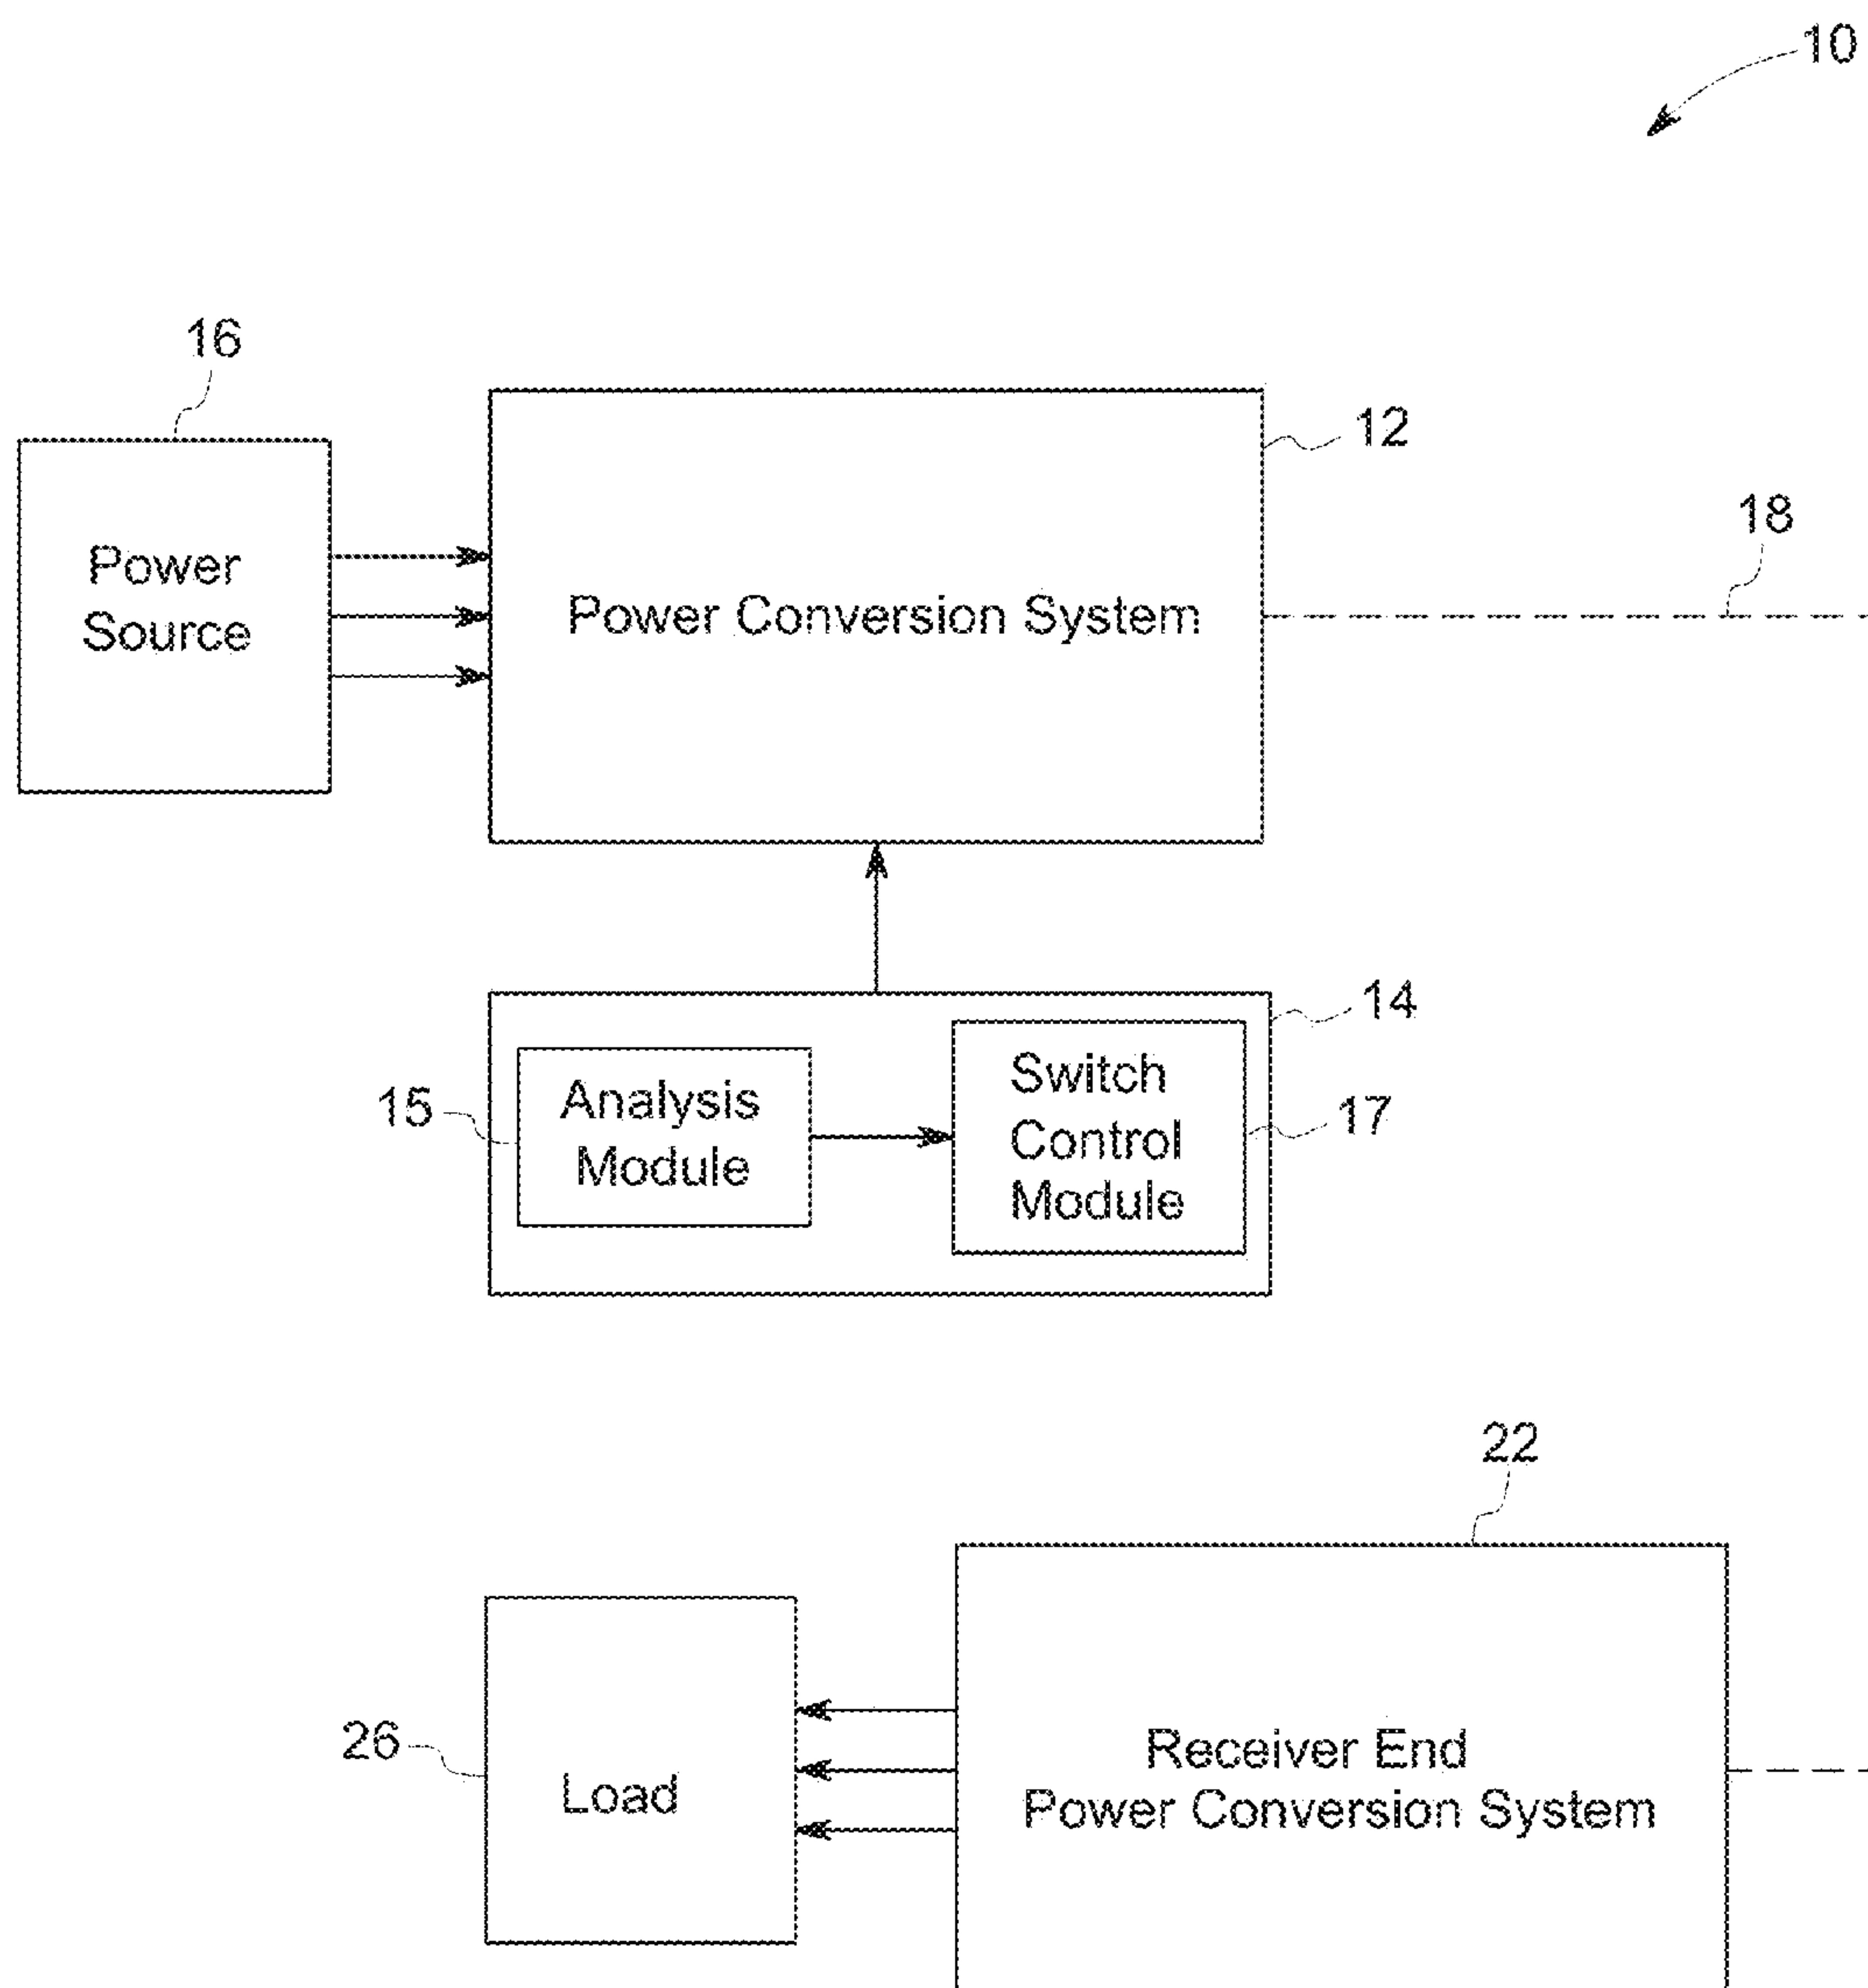 10
16
12
18
Power
Source
Power Conversion System
14
15
Analysis
Module
Switch
Control
Module
17
22
26
Load
Receiver End
Power Conversion System